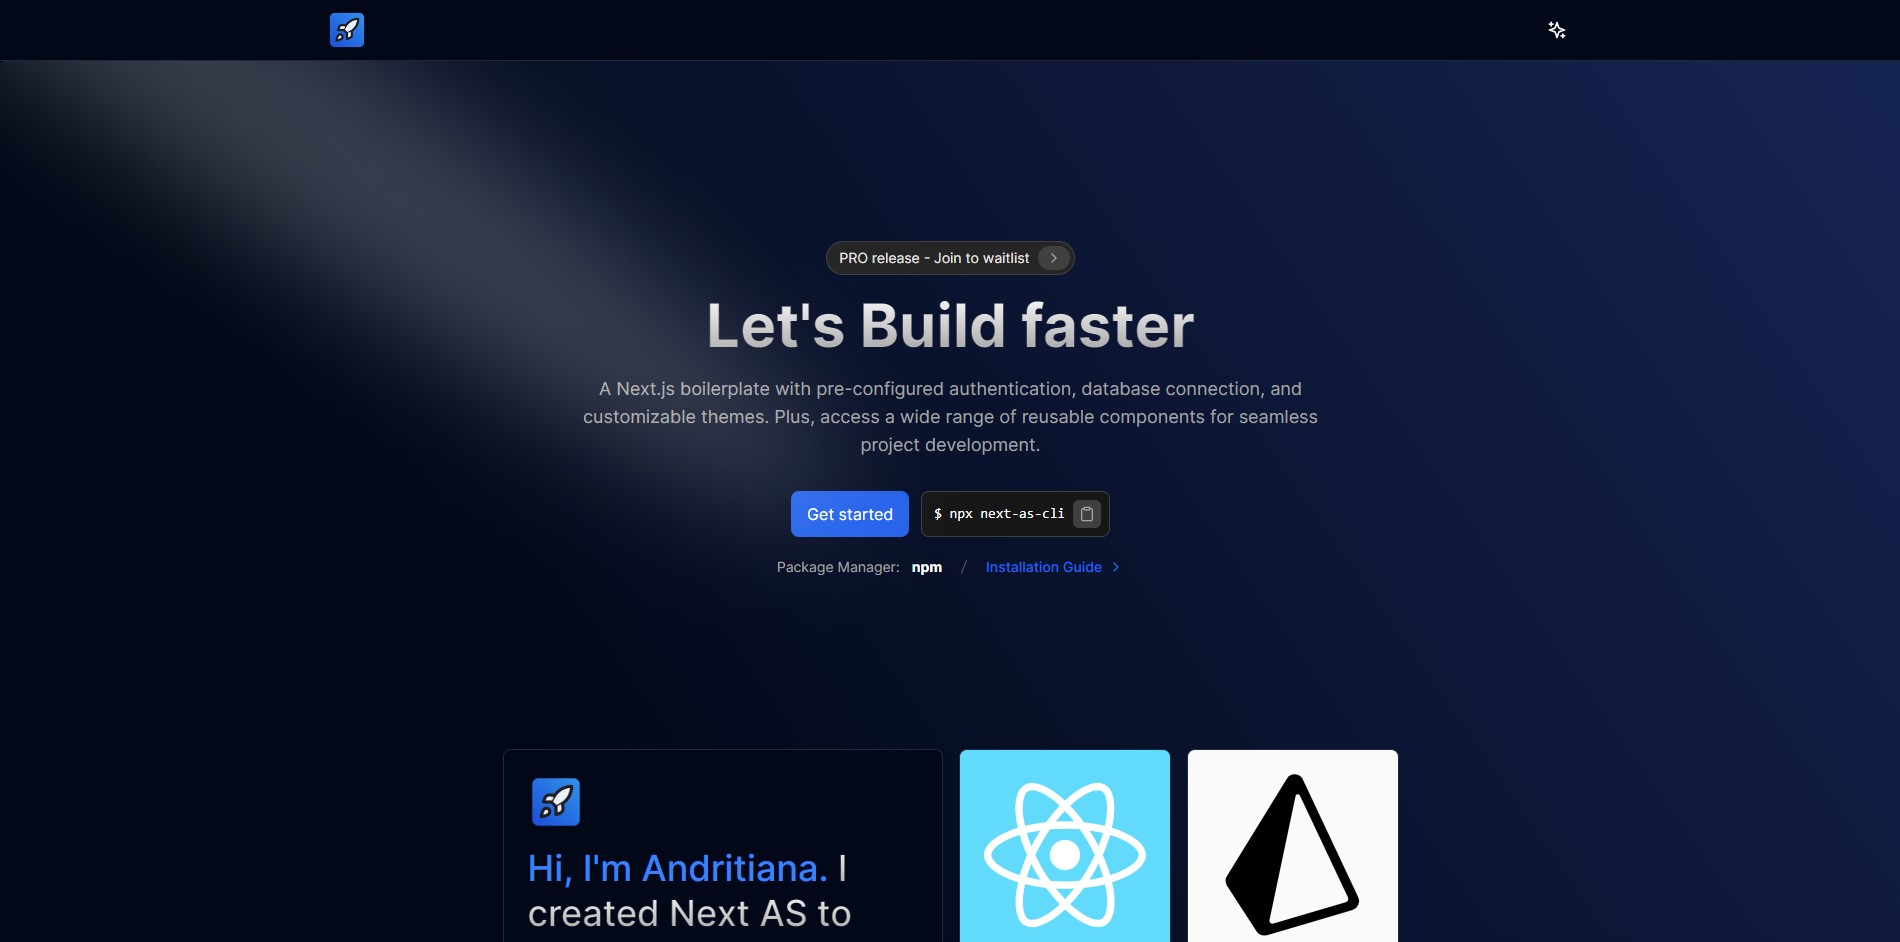 PRO release - Join to waitlist
Let's Build faster
A Next.js boilerplate with pre-configured authentication, database connection, and
customizable themes. Plus, access a wide range of reusable components for seamless
project development.
Get started
$ npx next-as-cli
Package Manager: npm / Installation Guide
Hi, I'm Andritiana. I
created Next AS to